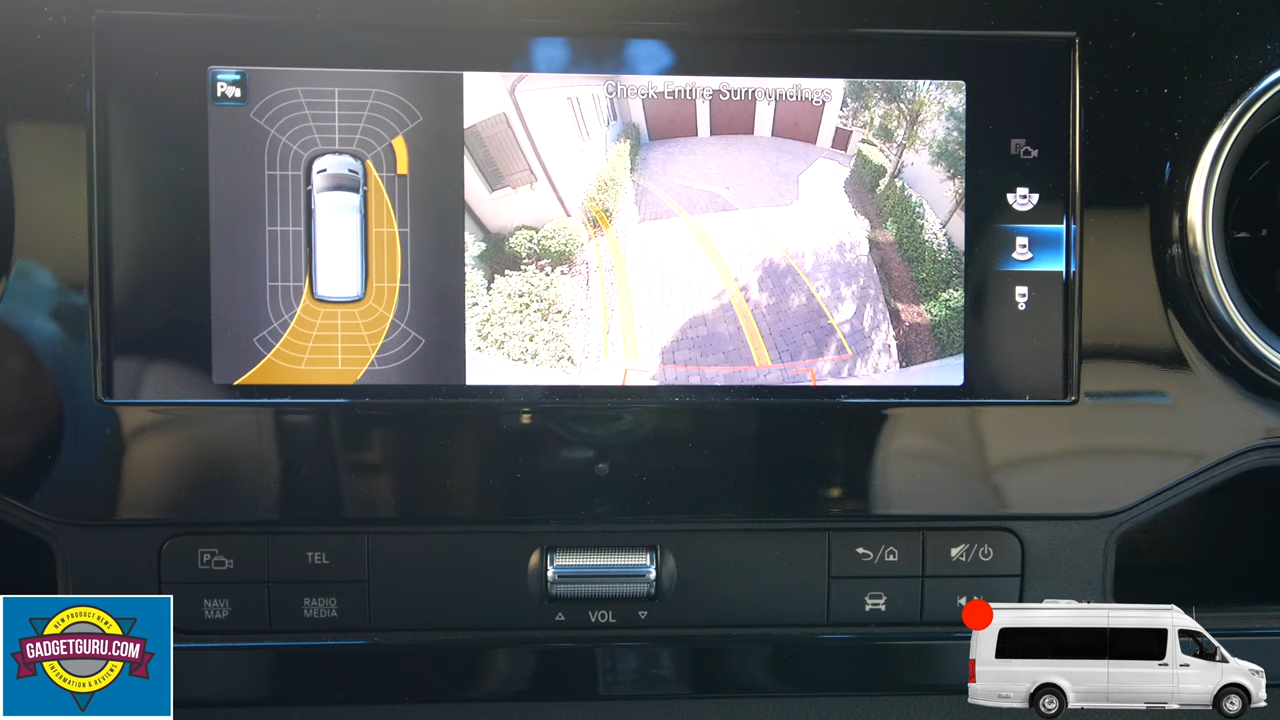 P
Check Entire Surroundings
P
P
TEL
NAVI
MAP
RADIO
MEDIA
VOL
NEW PRODUCT NEWS
GADGETGURU.COM
INFORMATION & REVIEWS